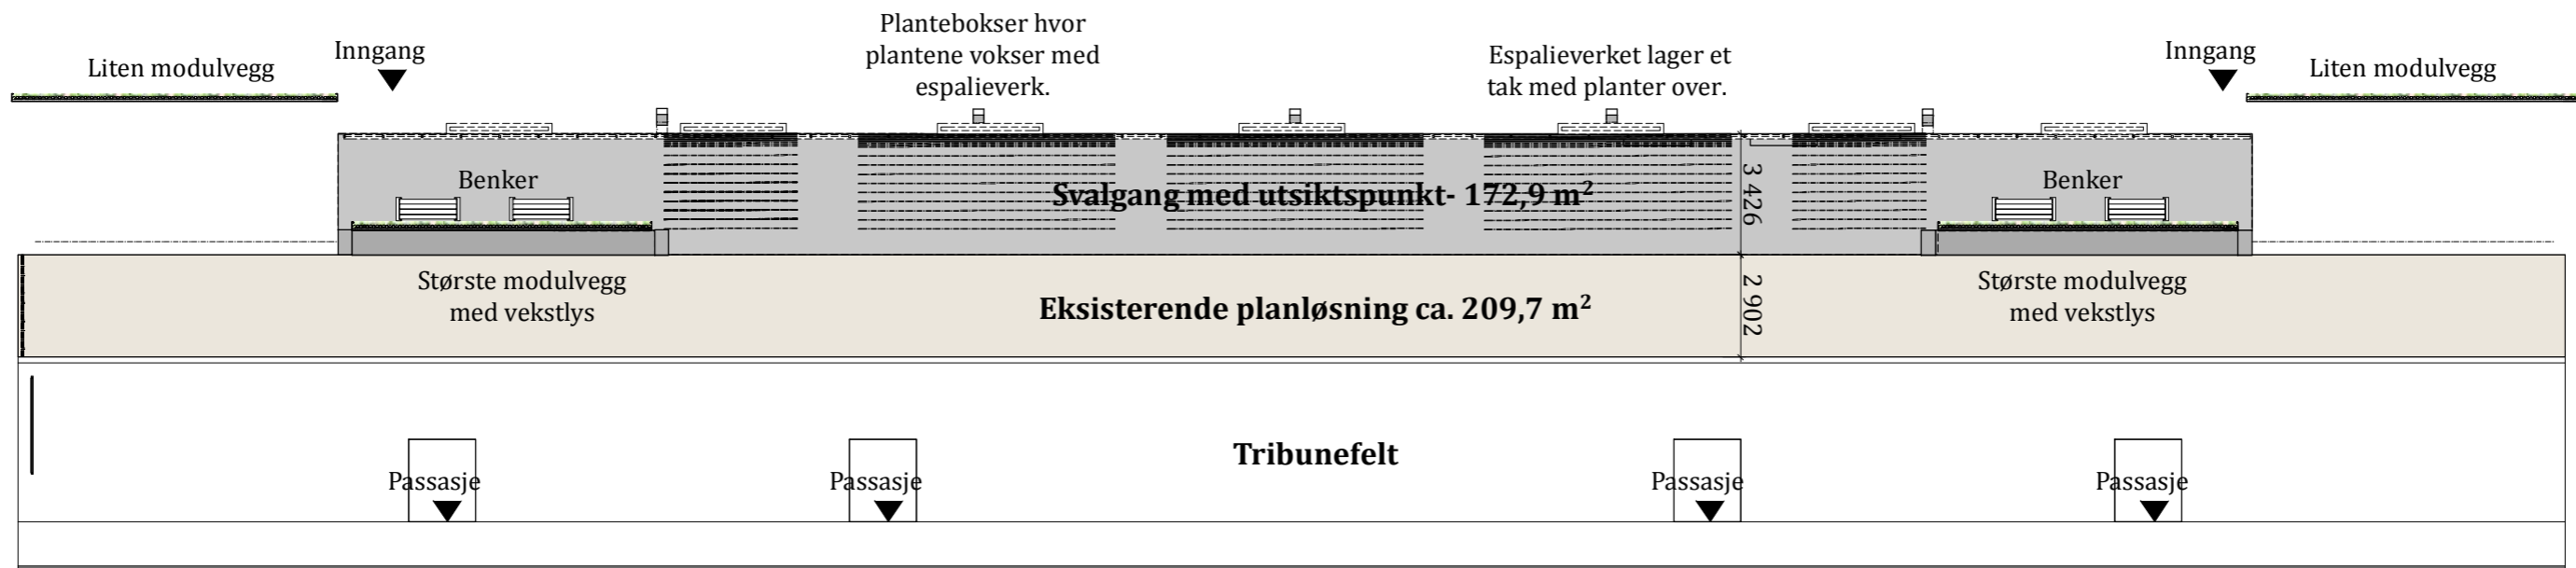 Plantebokser hvor
plantene vokser med
espalieverk.
Espalieverket lager et
tak med planter over.
Inngang
Inngang
Liten modulvegg
Liten modulvegg
Benker
Benker
Svalgang med utsiktspunkt- 172,9 m²
3 426
Største modulvegg
med vekstlys
Eksisterende planløsning ca. 209,7 m²
2 902
Største modulvegg
med vekstlys
Tribunefelt
Passasje
Passasje
Passasje
Passasje